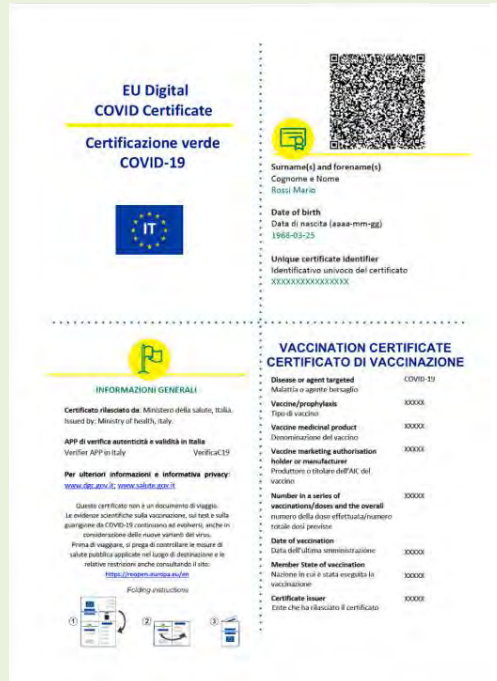 EU Digital
COVID Certificate
Certificazione verde
COVID-19
IT
Surname(s) and forename(s)
Cognome e Nome
Rossi Mario
Date of birth
Data di nascita (aaaa-mm-gg)
1968-03-25
Unique certificate identifier
Identificativo univoco del certificato
XXXXXXXXXXXXXXXX
INFORMAZIONI GENERALI
Certificato rilasciato da: Ministero della salute, Italia.
Issued by: Ministry of health, Italy.
APP di verifica autenticità e validità in Italia
Verifier APP in Italy VerificaC19
Per ulteriori informazioni e informativa privacy:
www.dgc.gov.it; www.salute.gov.it
Questo certificato non è un documento di viaggio.
Le evidenze scientifiche sulla vaccinazione, sui test e sulla
guarigione da COVID-19 continuano ad evolversi, anche in
considerazione delle nuove varianti del virus.
Prima di viaggiare, si prega di controllare le misure di
salute pubblica applicate nel luogo di destinazione e le
relative restrizioni anche consultando il sito:
https://reopen.europa.eu/en
Folding instructions
1 2 3
VACCINATION CERTIFICATE
CERTIFICATO DI VACCINAZIONE
Disease or agent targeted COVID-19
Malattia o agente bersaglio
Vaccine/prophylaxis XXXXX
Tipo di vaccino
Vaccine medicinal product XXXXX
Denominazione del vaccino
Vaccine marketing authorisation XXXXX
holder or manufacturer
Produttore o titolare dell'AIC del
vaccino
Number in a series of XXXXX
vaccinations/doses and the overall
numero della dose effettuata/numero
totale dosi previste
Date of vaccination
Data dell'ultima somministrazione XXXXX
Member State of vaccination
Nazione in cui è stata eseguita la XXXXX
vaccinazione
Certificate issuer XXXXX
Ente che ha rilasciato il certificato